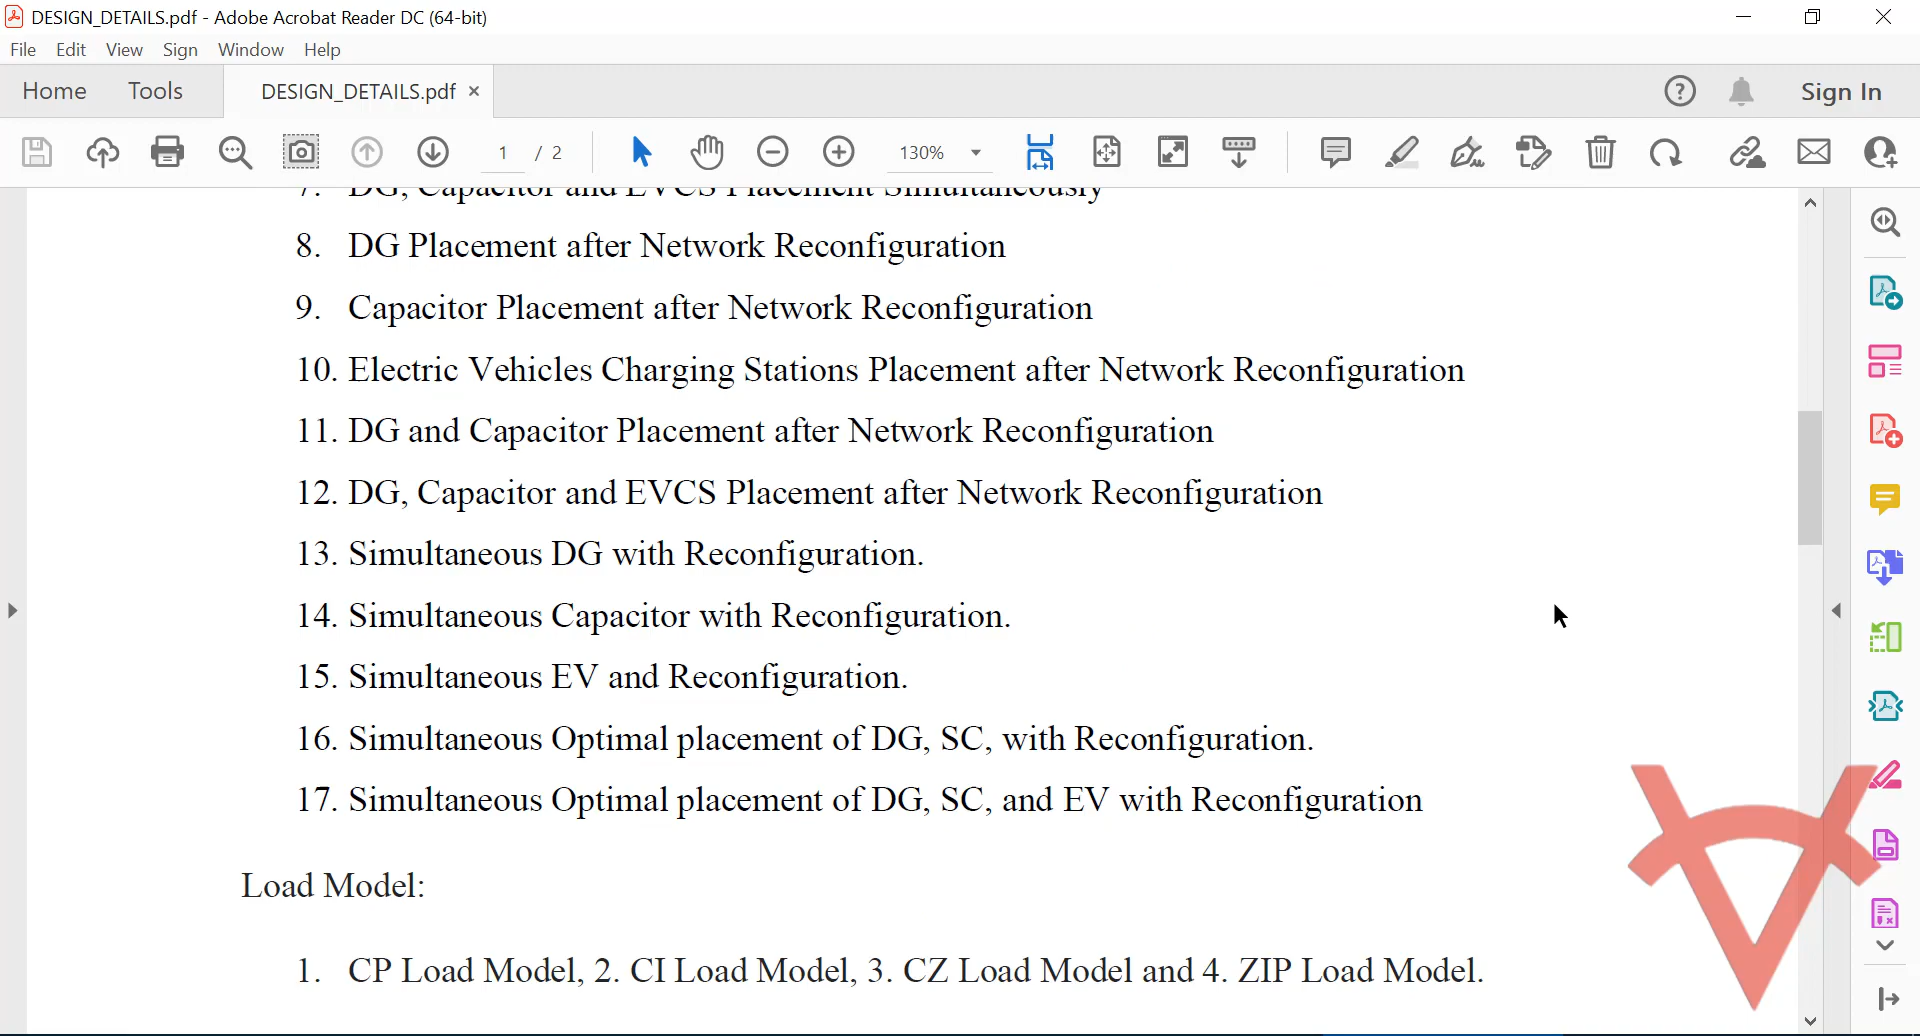 DESIGN_DETAILS.pdf - Adobe Acrobat Reader DC (64-bit)
File Edit View Sign Window Help
Home Tools DESIGN_DETAILS.pdf × Sign In
1 / 2 130%
7. DG, Capacitor and EVCS Placement Simultaneously
8. DG Placement after Network Reconfiguration
9. Capacitor Placement after Network Reconfiguration
10. Electric Vehicles Charging Stations Placement after Network Reconfiguration
11. DG and Capacitor Placement after Network Reconfiguration
12. DG, Capacitor and EVCS Placement after Network Reconfiguration
13. Simultaneous DG with Reconfiguration.
14. Simultaneous Capacitor with Reconfiguration.
15. Simultaneous EV and Reconfiguration.
16. Simultaneous Optimal placement of DG, SC, with Reconfiguration.
17. Simultaneous Optimal placement of DG, SC, and EV with Reconfiguration
Load Model:
1. CP Load Model, 2. CI Load Model, 3. CZ Load Model and 4. ZIP Load Model.